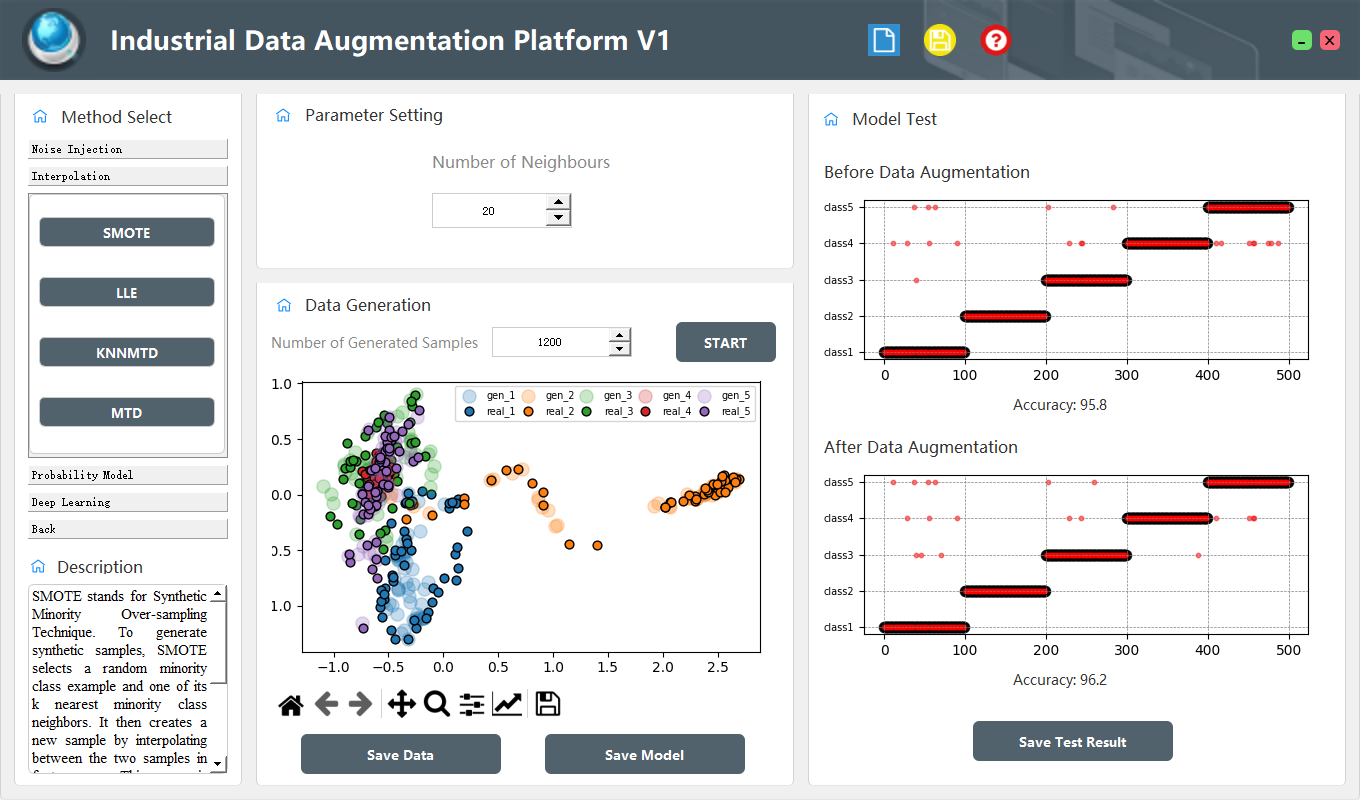 Industrial Data Augmentation Platform V1
Method Select
Noise Injection
Interpolation
SMOTE
LLE
KNNMTD
MTD
Probability Model
Deep Learning
Back
Description
SMOTE stands for Synthetic
Minority Over-sampling
Technique. To generate
synthetic samples, SMOTE
selects a random minority
class example and one of its
k nearest minority class
neighbors. It then creates a
new sample by interpolating
between the two samples in
Parameter Setting
Number of Neighbours
20
Data Generation
Number of Generated Samples
1200
START
gen_1 gen_2 gen_3 gen_4 gen_5
real_1 real_2 real_3 real_4 real_5
1.0
0.5
0.0
0.5
1.0
−1.0 −0.5 0.0 0.5 1.0 1.5 2.0 2.5
Save Data
Save Model
Model Test
Before Data Augmentation
class5
class4
class3
class2
class1
0 100 200 300 400 500
Accuracy: 95.8
After Data Augmentation
class5
class4
class3
class2
class1
0 100 200 300 400 500
Accuracy: 96.2
Save Test Result